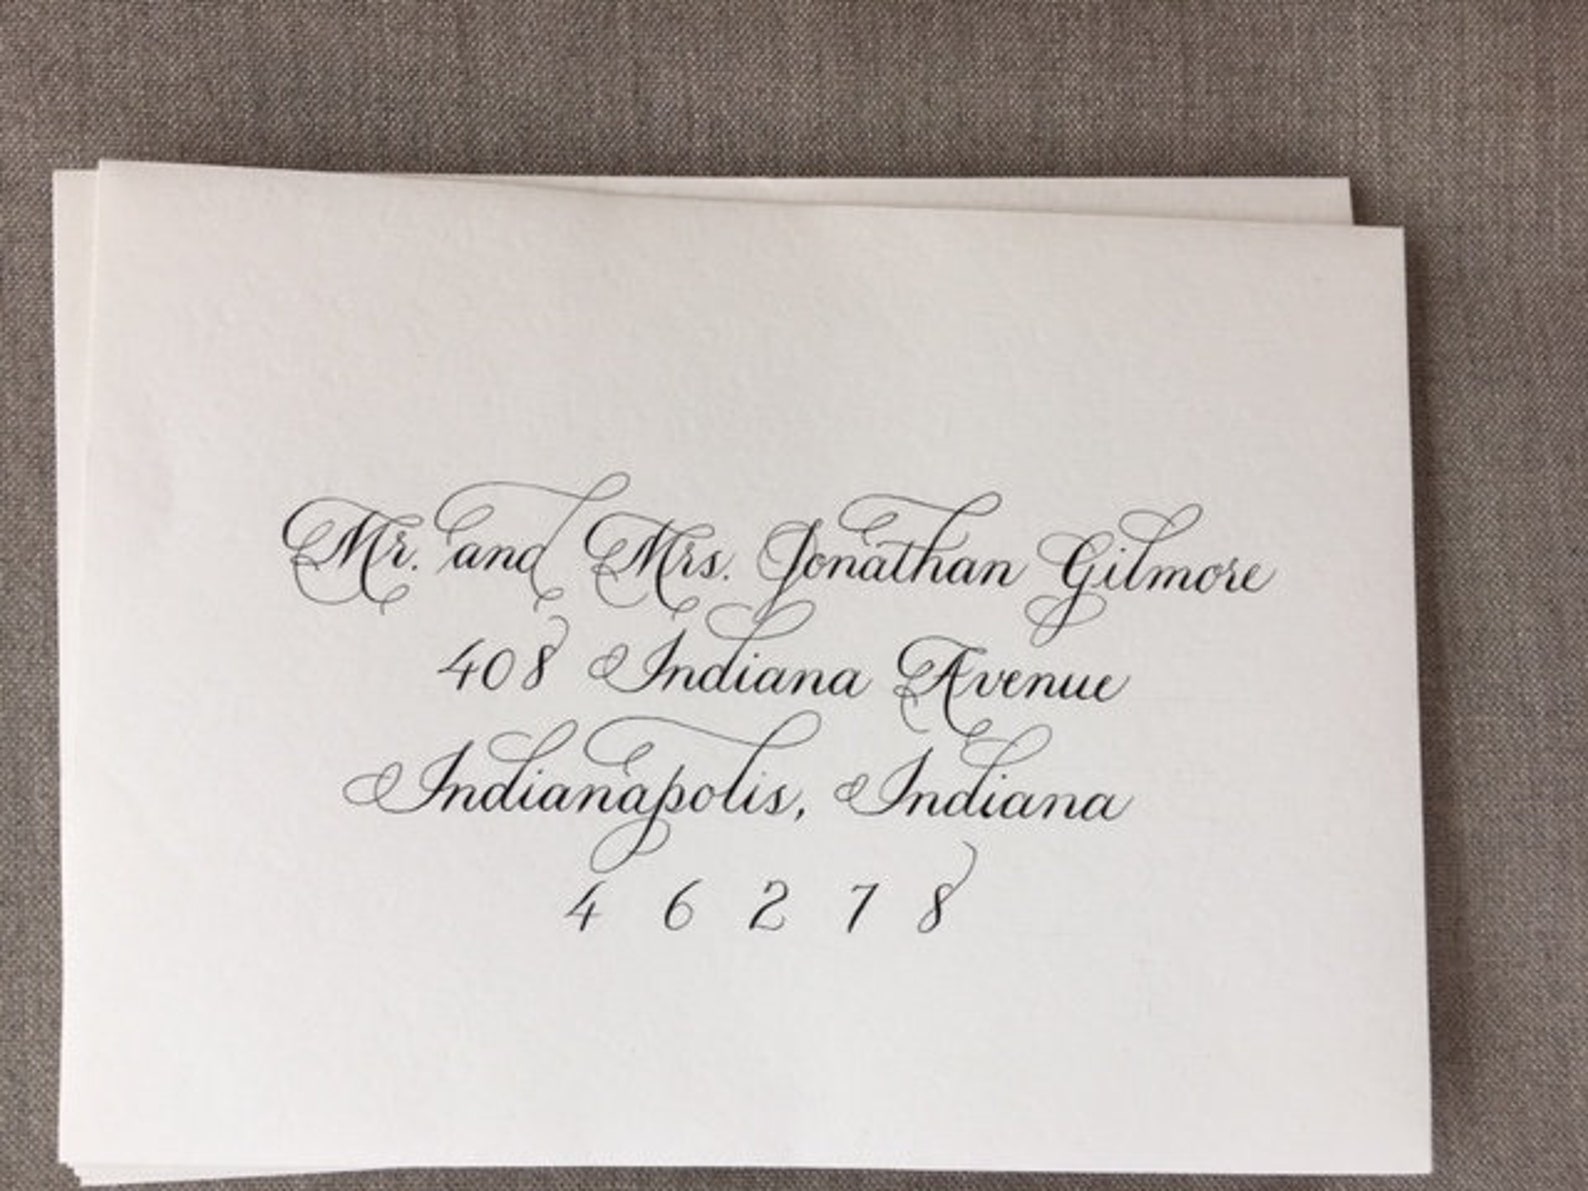 Mr. and Mrs. Jonathan Gilmore
408 Indiana Avenue
Indianapolis, Indiana
4 6 2 7 8